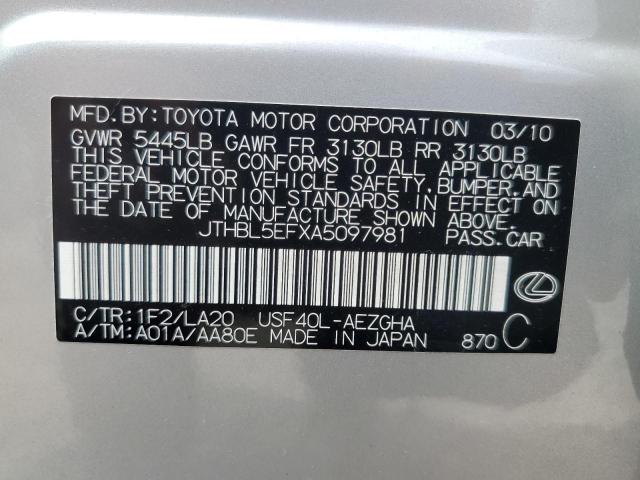 MFD. BY: TOYOTA MOTOR CORPORATION 03/10
GVWR 5445LB GAWR FR 3130LB RR 3130LB
THIS VEHICLE CONFORMS TO ALL APPLICABLE
FEDERAL MOTOR VEHICLE SAFETY, BUMPER, AND
THEFT PREVENTION STANDARDS IN EFFECT ON
THE DATE OF MANUFACTURE SHOWN ABOVE.
JTHBL5EFXA5097981 PASS.CAR
C/TR: 1F2/LA20 USF40L-AEZGHA
A/TM: A01A/AA80E MADE IN JAPAN 870 C